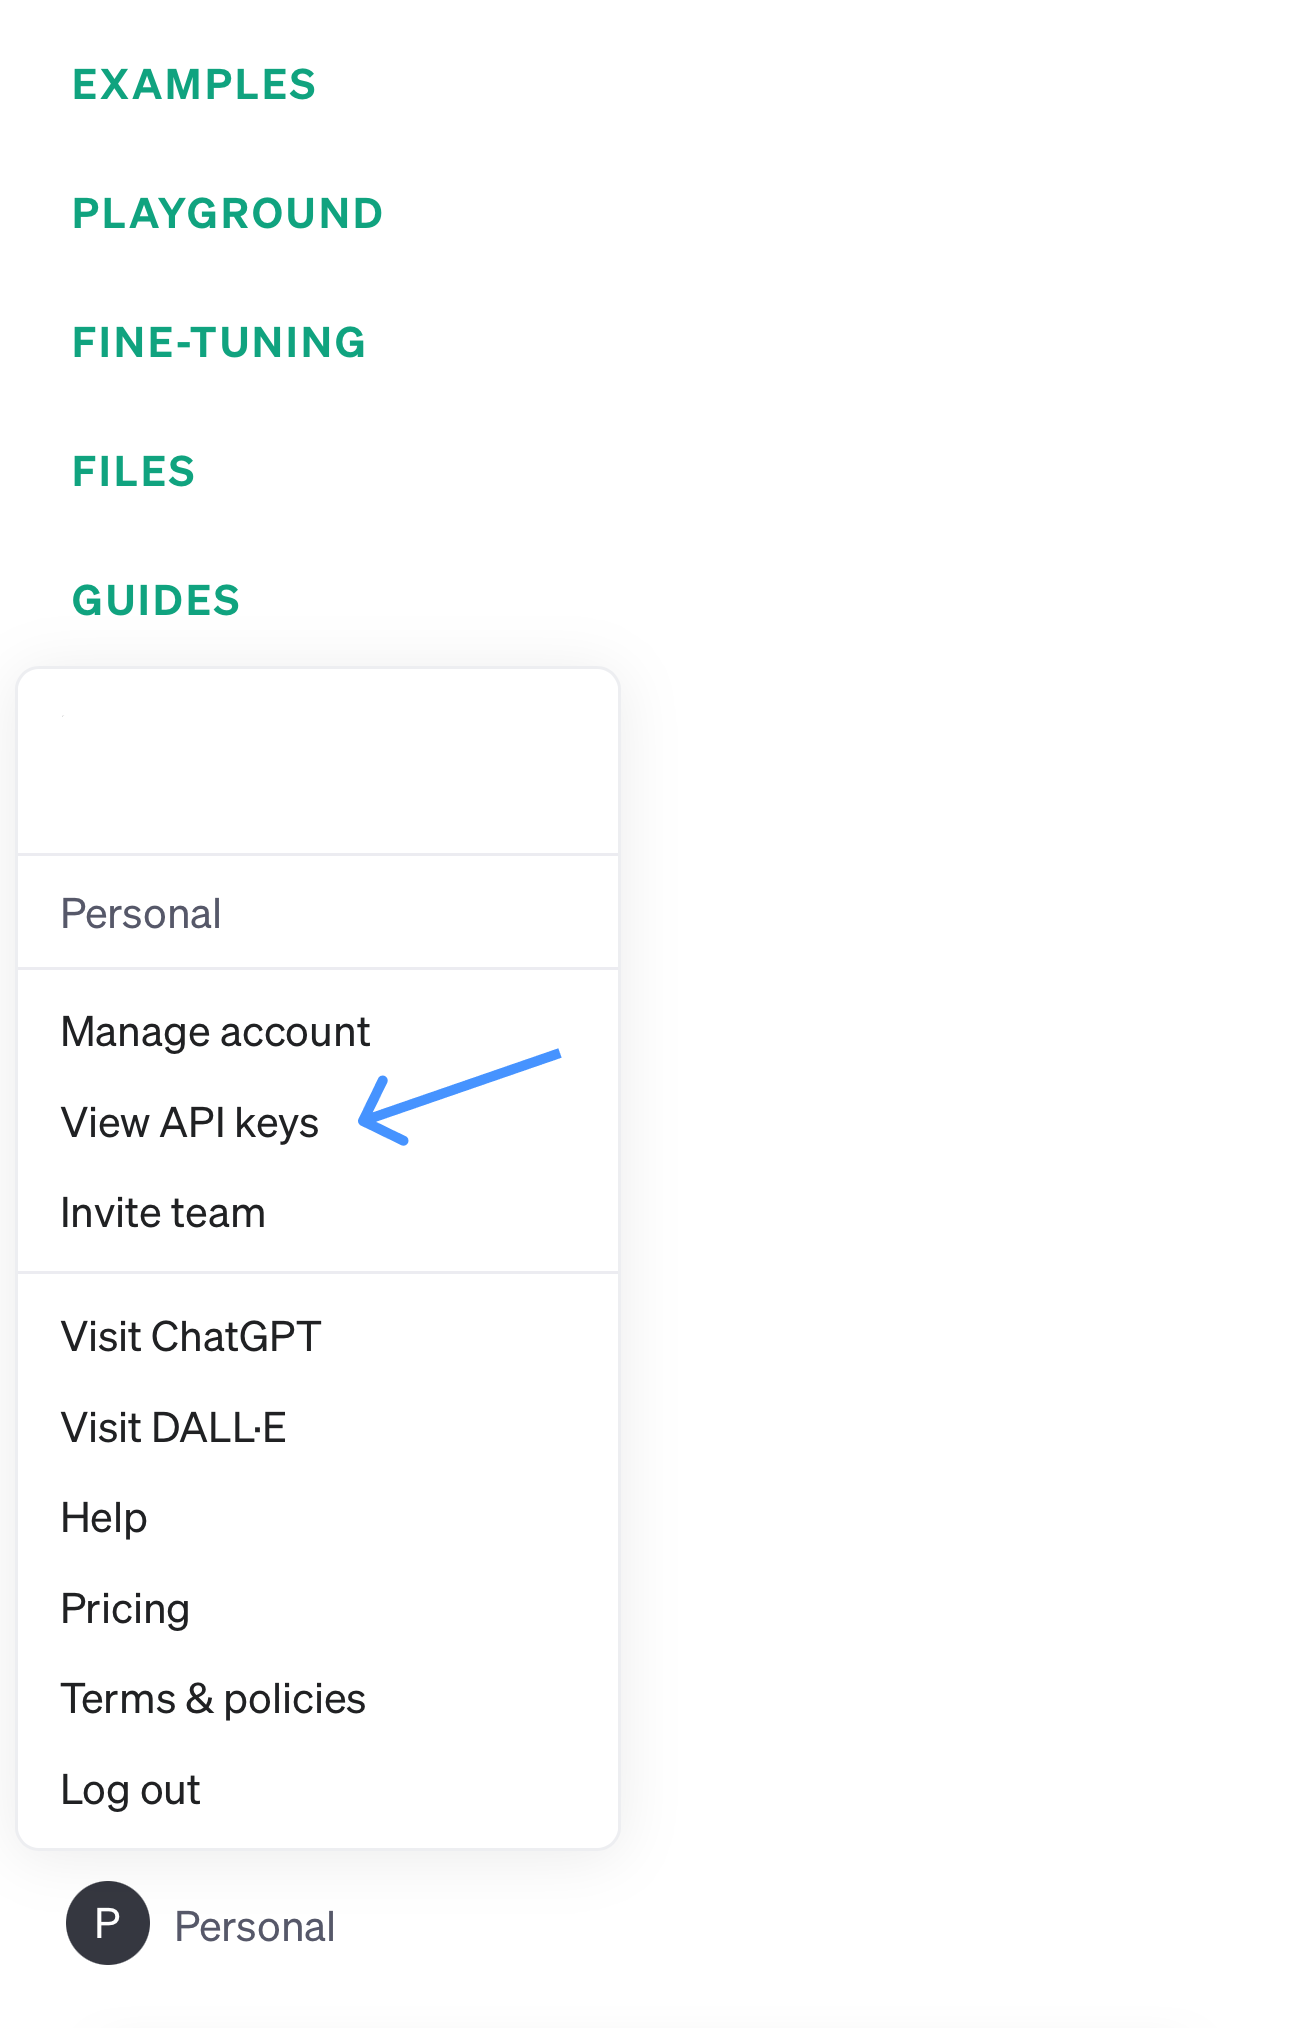 EXAMPLES
PLAYGROUND
FINE-TUNING
FILES
GUIDES
Personal
Manage account
View API keys
Invite team
Visit ChatGPT
Visit DALL·E
Help
Pricing
Terms & policies
Log out
P Personal